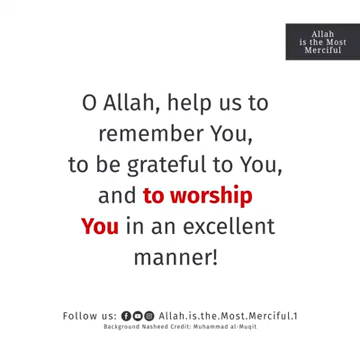 Allah
is the Most
Merciful
O Allah, help us to
remember You,
to be grateful to You,
and to worship
You in an excellent
manner!
Follow us: Allah.is.the.Most.Merciful.1
Background Nasheed Credit: Muhammad al-Muqit